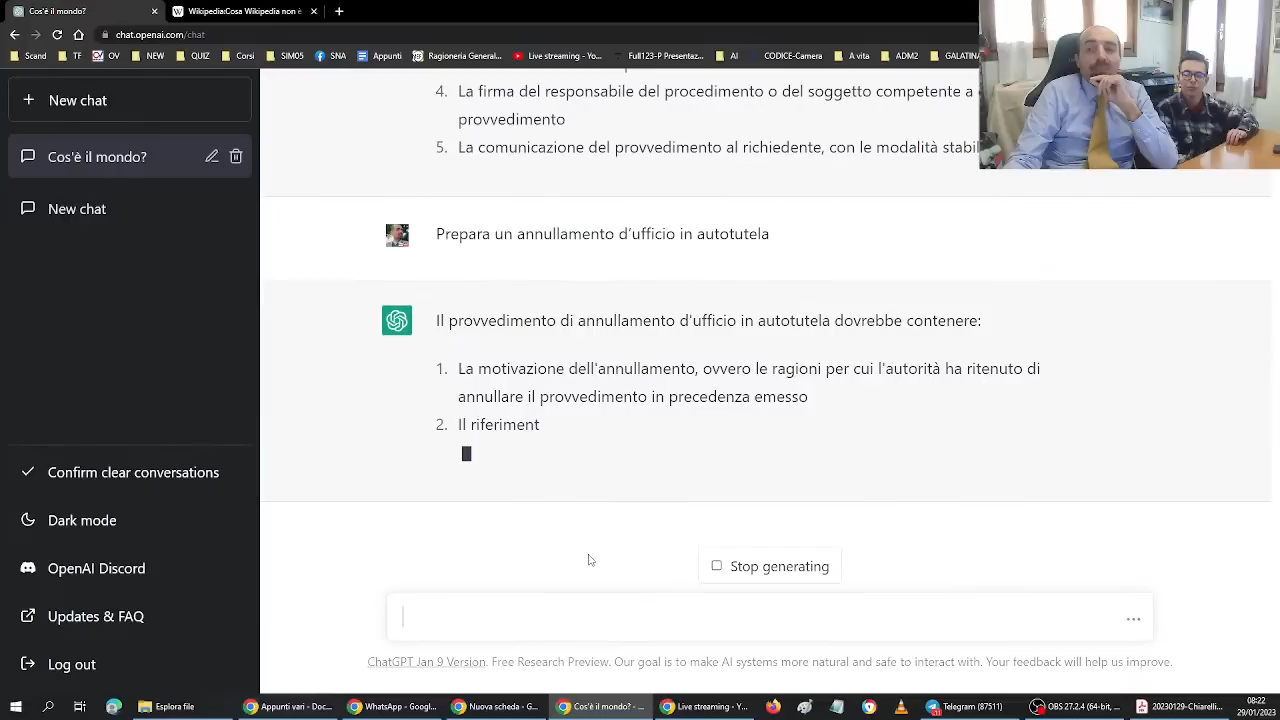 Cos'è il mondo?
Wikipedia:Cosa Wikipedia non è
chat.openai.com/chat
Scand TF OV NEW QUIZ Corsi SIM05 SNA Appunti Ragioneria General... Live streaming - Yo... Full123-P Presentaz... AI CODICE-Camera A vita ADM2 GALATINA
New chat
Cos'è il mondo?
New chat
Confirm clear conversations
Dark mode
OpenAI Discord
Updates & FAQ
Log out
4. La firma del responsabile del procedimento o del soggetto competente a
provvedimento
5. La comunicazione del provvedimento al richiedente, con le modalità stabil
Prepara un annullamento d'ufficio in autotutela
Il provvedimento di annullamento d'ufficio in autotutela dovrebbe contenere:
1. La motivazione dell'annullamento, ovvero le ragioni per cui l'autorità ha ritenuto di
annullare il provvedimento in precedenza emesso
2. Il riferiment
Stop generating
ChatGPT Jan 9 Version. Free Research Preview. Our goal is to make AI systems more natural and safe to interact with. Your feedback will help us improve.
Esplora file Appunti vari - Doc... WhatsApp - Googl... Nuova scheda - G... Cos'è il mondo? - ... Live streaming - Yo... Telegram (87511) OBS 27.2.4 (64-bit, ... 20230129-Chiarelli...
08:22
29/01/2023